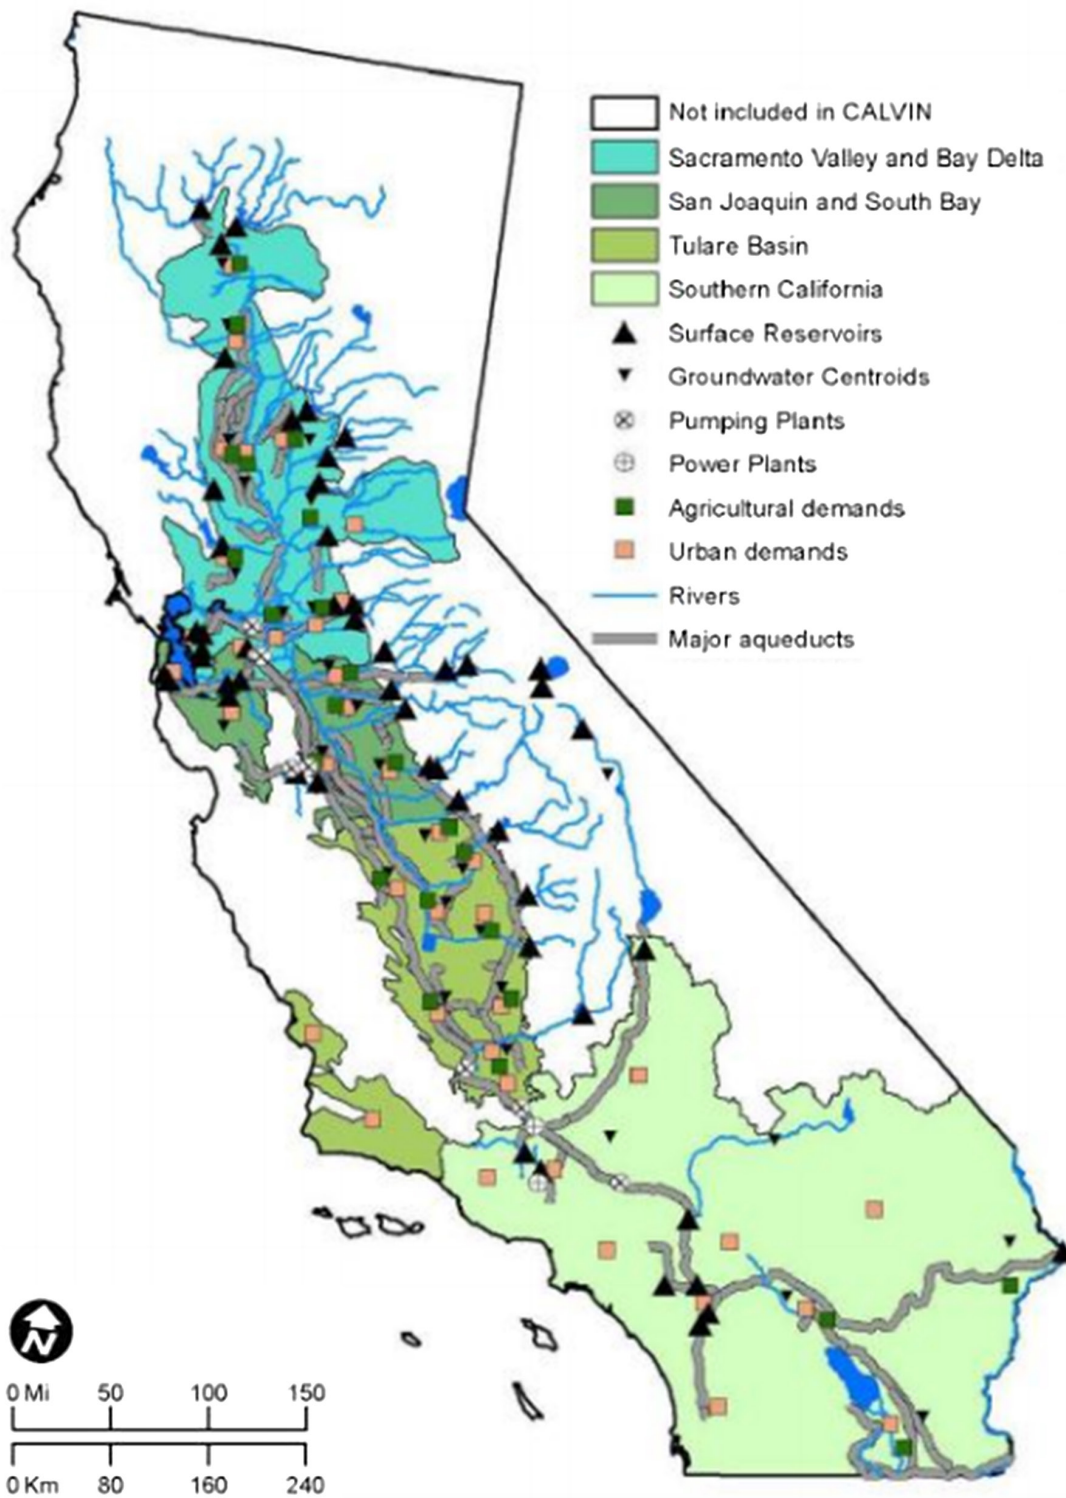 Not included in CALVIN
Sacramento Valley and Bay Delta
San Joaquin and South Bay
Tulare Basin
Southern California
Surface Reservoirs
Groundwater Centroids
Pumping Plants
Power Plants
Agricultural demands
Urban demands
Rivers
Major aqueducts
N
0 Mi 50 100 150
0 Km 80 160 240